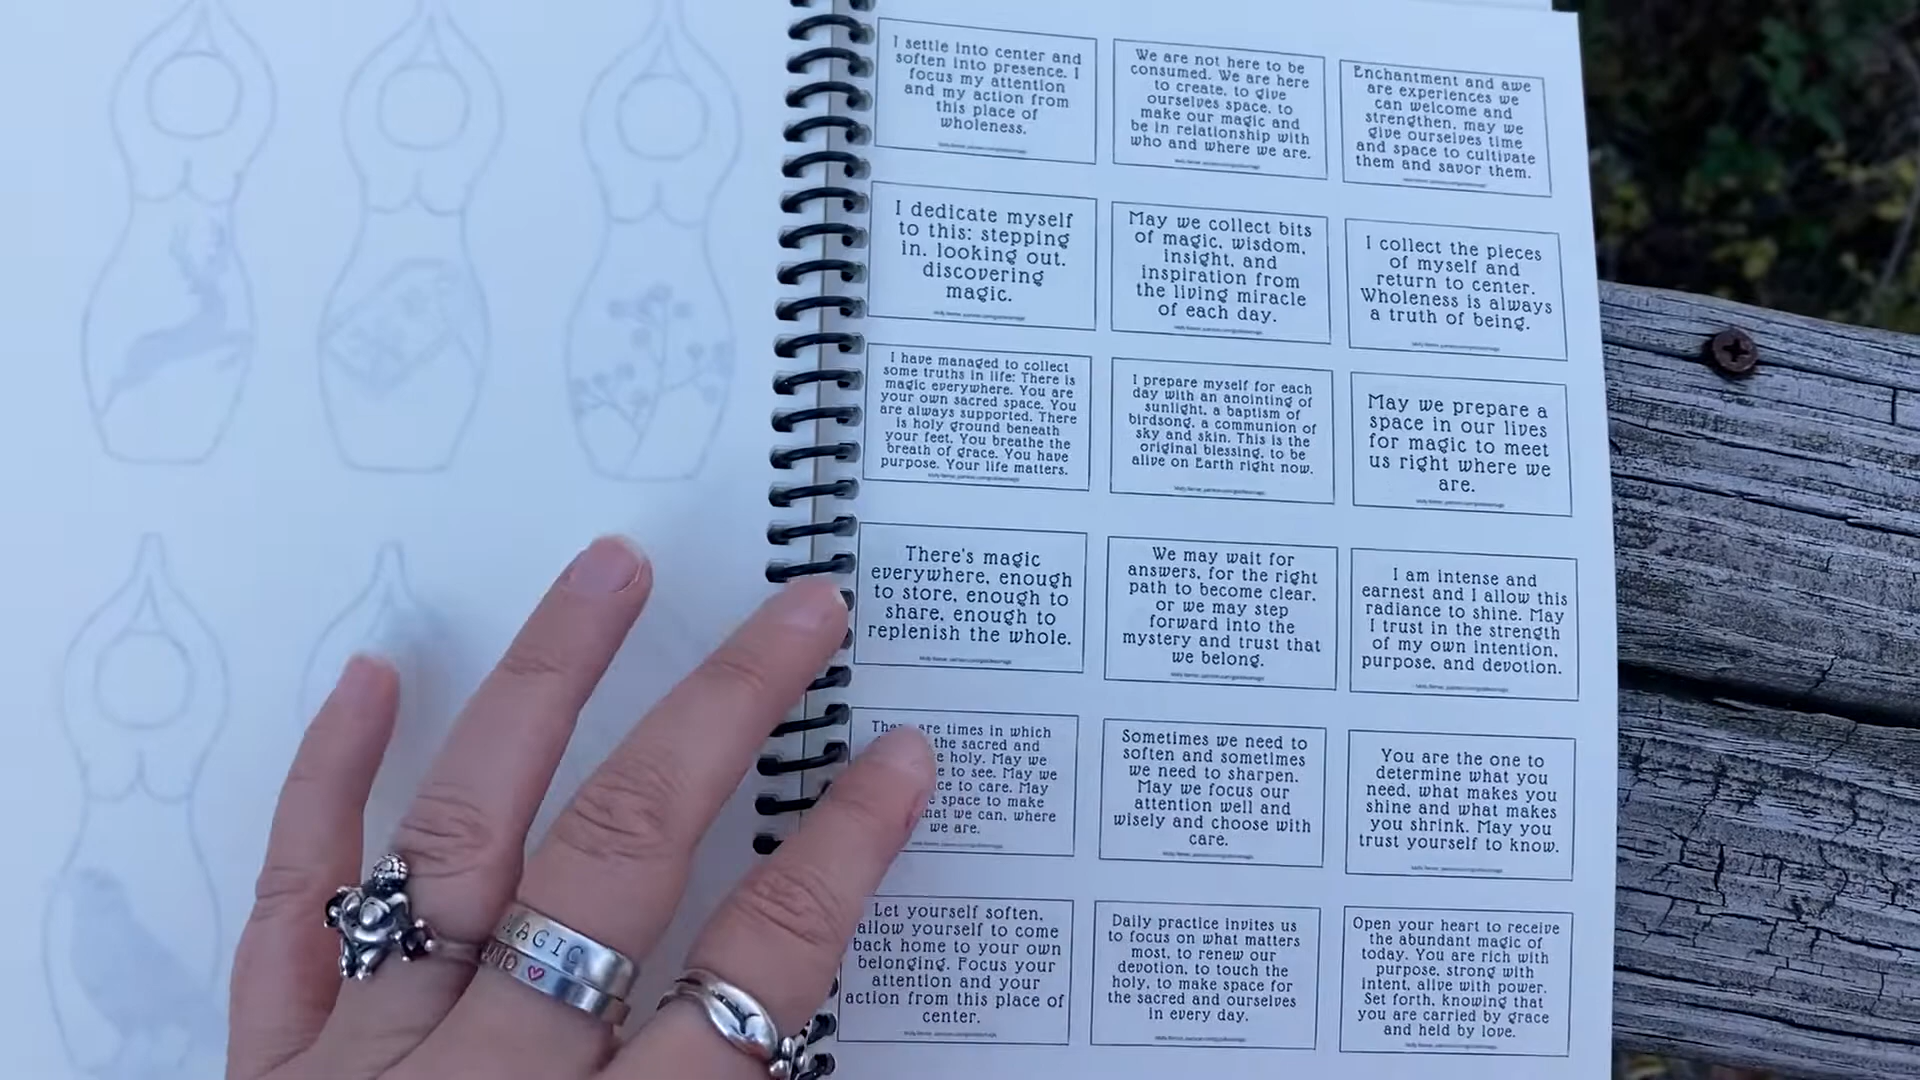 I settle into center and
soften into presence. I
focus my attention
and my action from
this place of
wholeness.
We are not here to be
consumed. We are here
to create, to give
ourselves space, to
make our magic and
be in relationship with
who and where we are.
Enchantment and awe
are experiences we
can welcome and
strengthen, may we
give ourselves time
and space to cultivate
them and savor them.
I dedicate myself
to this: stepping
in, looking out,
discovering
magic.
May we collect bits
of magic, wisdom,
insight, and
inspiration from
the living miracle
of each day.
I collect the pieces
of myself and
return to center.
Wholeness is always
a truth of being.
I have managed to collect
some truths in life: There is
magic everywhere. You are
your own sacred space. You
are always supported. There
is holy ground beneath
your feet. You breathe the
breath of grace. You have
purpose. Your life matters.
I prepare myself for each
day with an anointing of
sunlight, a baptism of
birdsong, a communion of
sky and skin. This is the
original blessing, to be
alive on Earth right now.
May we prepare a
space in our lives
for magic to meet
us right where we
are.
There's magic
everywhere, enough
to store, enough to
share, enough to
replenish the whole.
We may wait for
answers, for the right
path to become clear,
or we may step
forward into the
mystery and trust that
we belong.
I am intense and
earnest and I allow this
radiance to shine. May
I trust in the strength
of my own intention,
purpose, and devotion.
are times in which
the sacred and
holy. May we
to see. May we
to care. May
space to make
we can, where
we are.
Sometimes we need to
soften and sometimes
we need to sharpen.
May we focus our
attention well and
wisely and choose with
care.
You are the one to
determine what you
need, what makes you
shine and what makes
you shrink. May you
trust yourself to know.
Let yourself soften,
allow yourself to come
back home to your own
belonging. Focus your
attention and your
action from this place of
center.
Daily practice invites us
to focus on what matters
most, to renew our
devotion, to touch the
holy, to make space for
the sacred and ourselves
in every day.
Open your heart to receive
the abundant magic of
today. You are rich with
purpose, strong with
intent, alive with power.
Set forth, knowing that
you are carried by grace
and held by love.
MAGIC